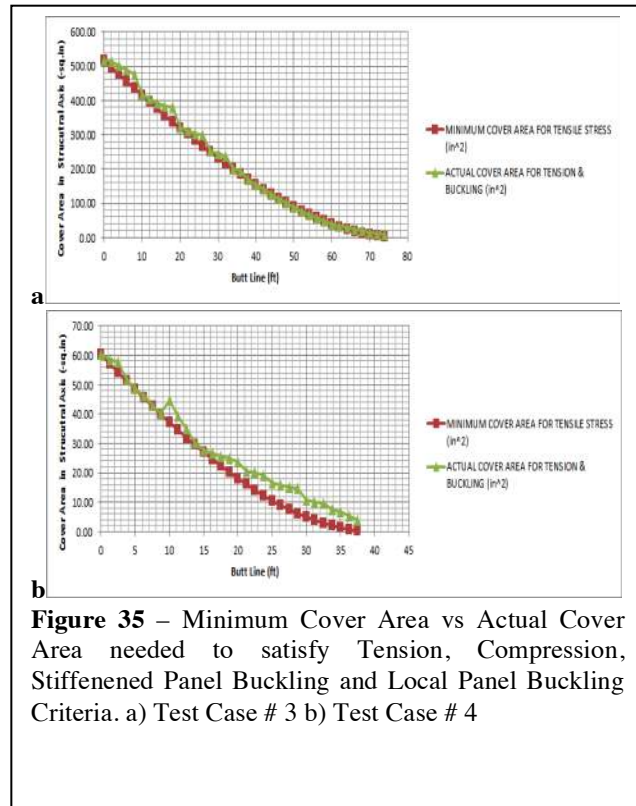 600.00
500.00
400.00
300.00
200.00
100.00
0.00
Cover Area in Strucutral Axis (-sq.in)
0 10 20 30 40 50 60 70 80
Butt Line (ft)
MINIMUM COVER AREA FOR TENSILE STRESS
(in^2)
ACTUAL COVER AREA FOR TENSION &
BUCKLING (in^2)
a
70.00
60.00
50.00
40.00
30.00
20.00
10.00
0.00
Cover Area in Strucutral Axis (-sq.in)
0 5 10 15 20 25 30 35 40 45
Butt Line (ft)
MINIMUM COVER AREA FOR TENSILE STRESS
(in^2)
ACTUAL COVER AREA FOR TENSION &
BUCKLING (in^2)
b
Figure 35 – Minimum Cover Area vs Actual Cover
Area needed to satisfy Tension, Compression,
Stiffenened Panel Buckling and Local Panel Buckling
Criteria. a) Test Case # 3 b) Test Case # 4